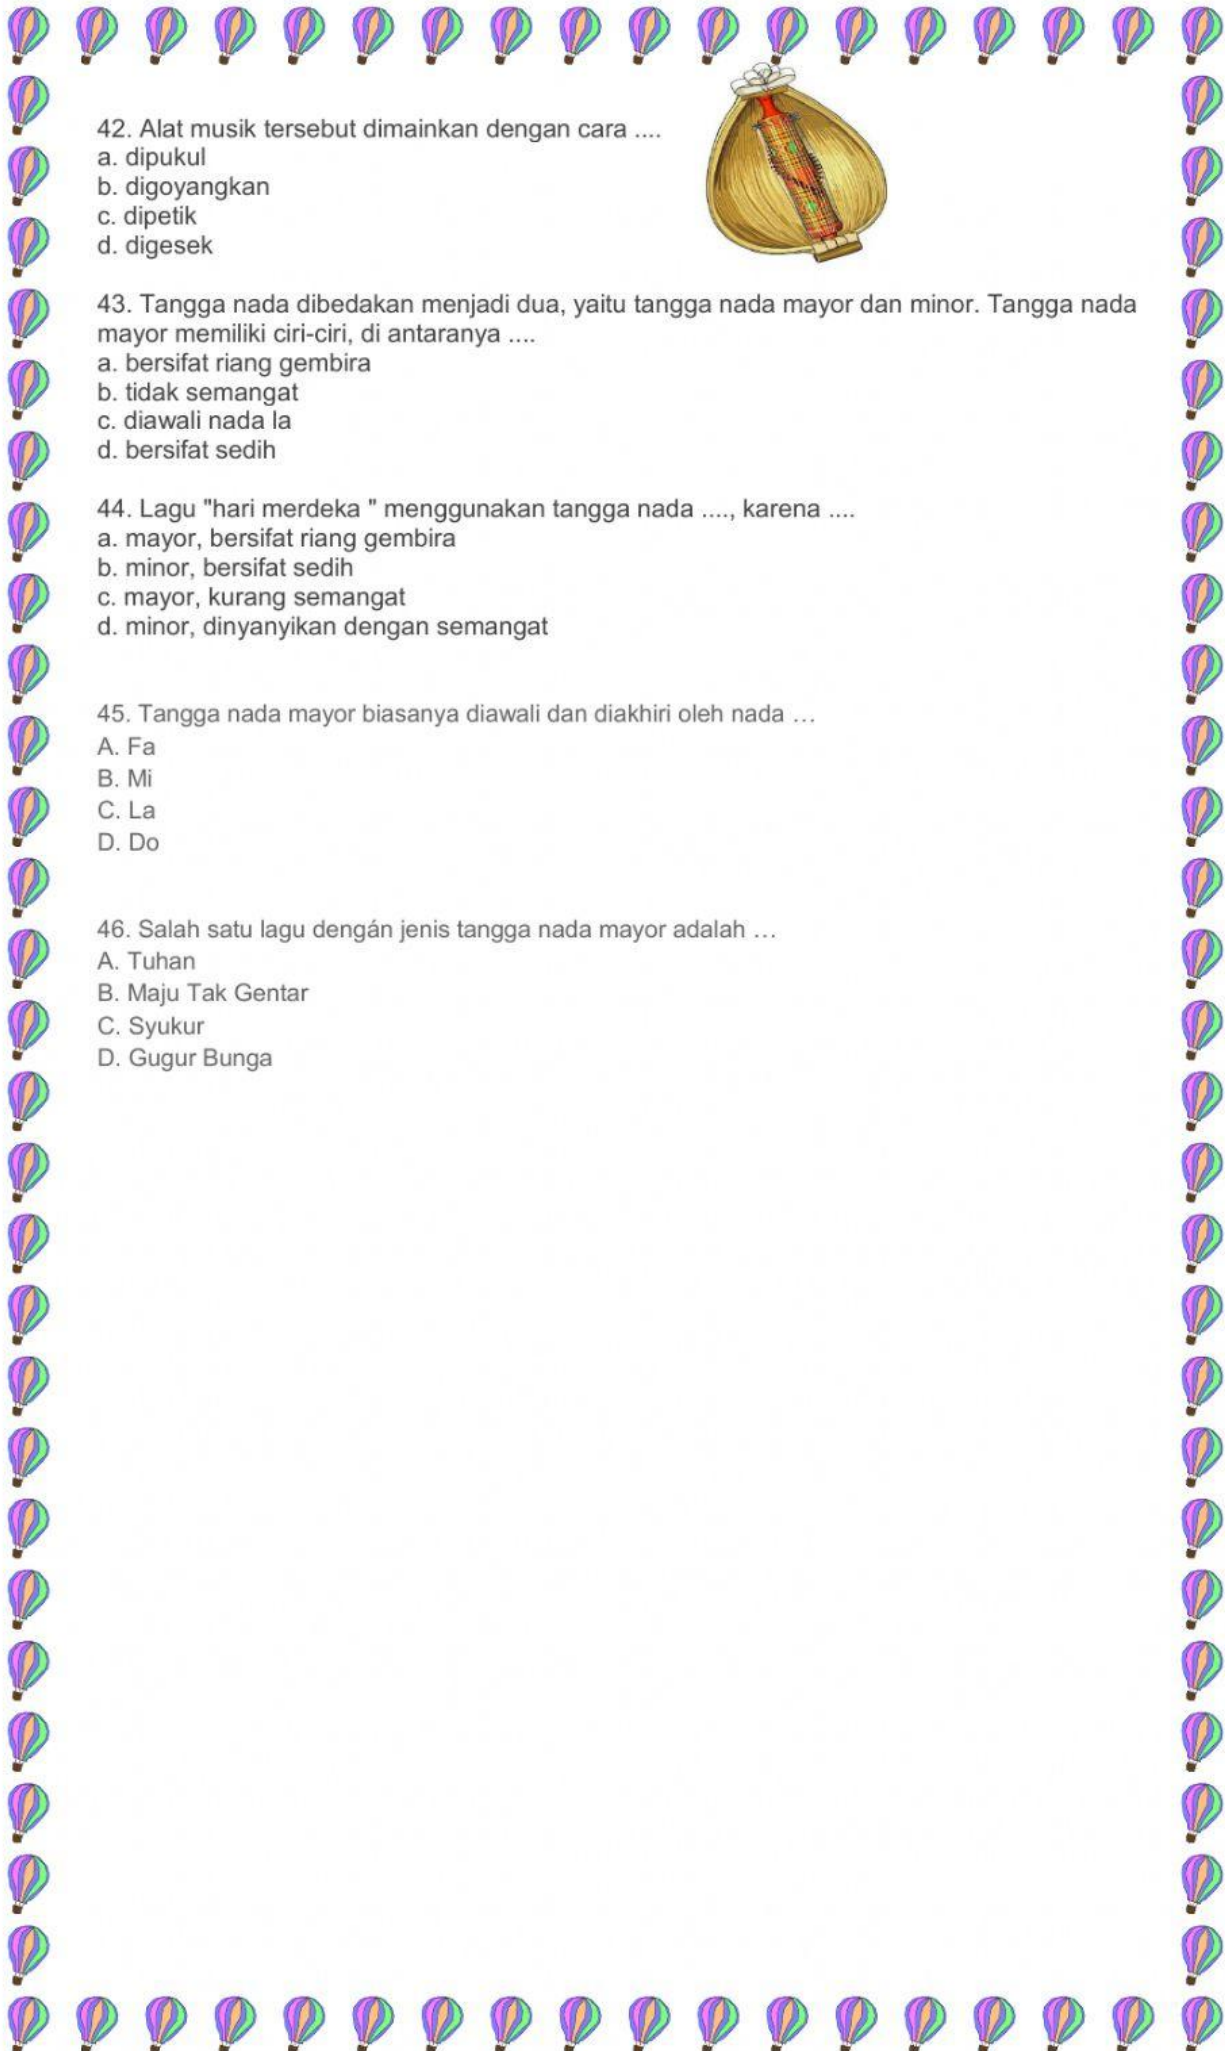 42. Alat musik tersebut dimainkan dengan cara ....
a. dipukul
b. digoyangkan
c. dipetik
d. digesek
43. Tangga nada dibedakan menjadi dua, yaitu tangga nada mayor dan minor. Tangga nada
mayor memiliki ciri-ciri, di antaranya ....
a. bersifat riang gembira
b. tidak semangat
c. diawali nada la
d. bersifat sedih
44. Lagu "hari merdeka " menggunakan tangga nada ...., karena ....
a. mayor, bersifat riang gembira
b. minor, bersifat sedih
c. mayor, kurang semangat
d. minor, dinyanyikan dengan semangat
45. Tangga nada mayor biasanya diawali dan diakhiri oleh nada …
A. Fa
B. Mi
C. La
D. Do
46. Salah satu lagu dengán jenis tangga nada mayor adalah …
A. Tuhan
B. Maju Tak Gentar
C. Syukur
D. Gugur Bunga